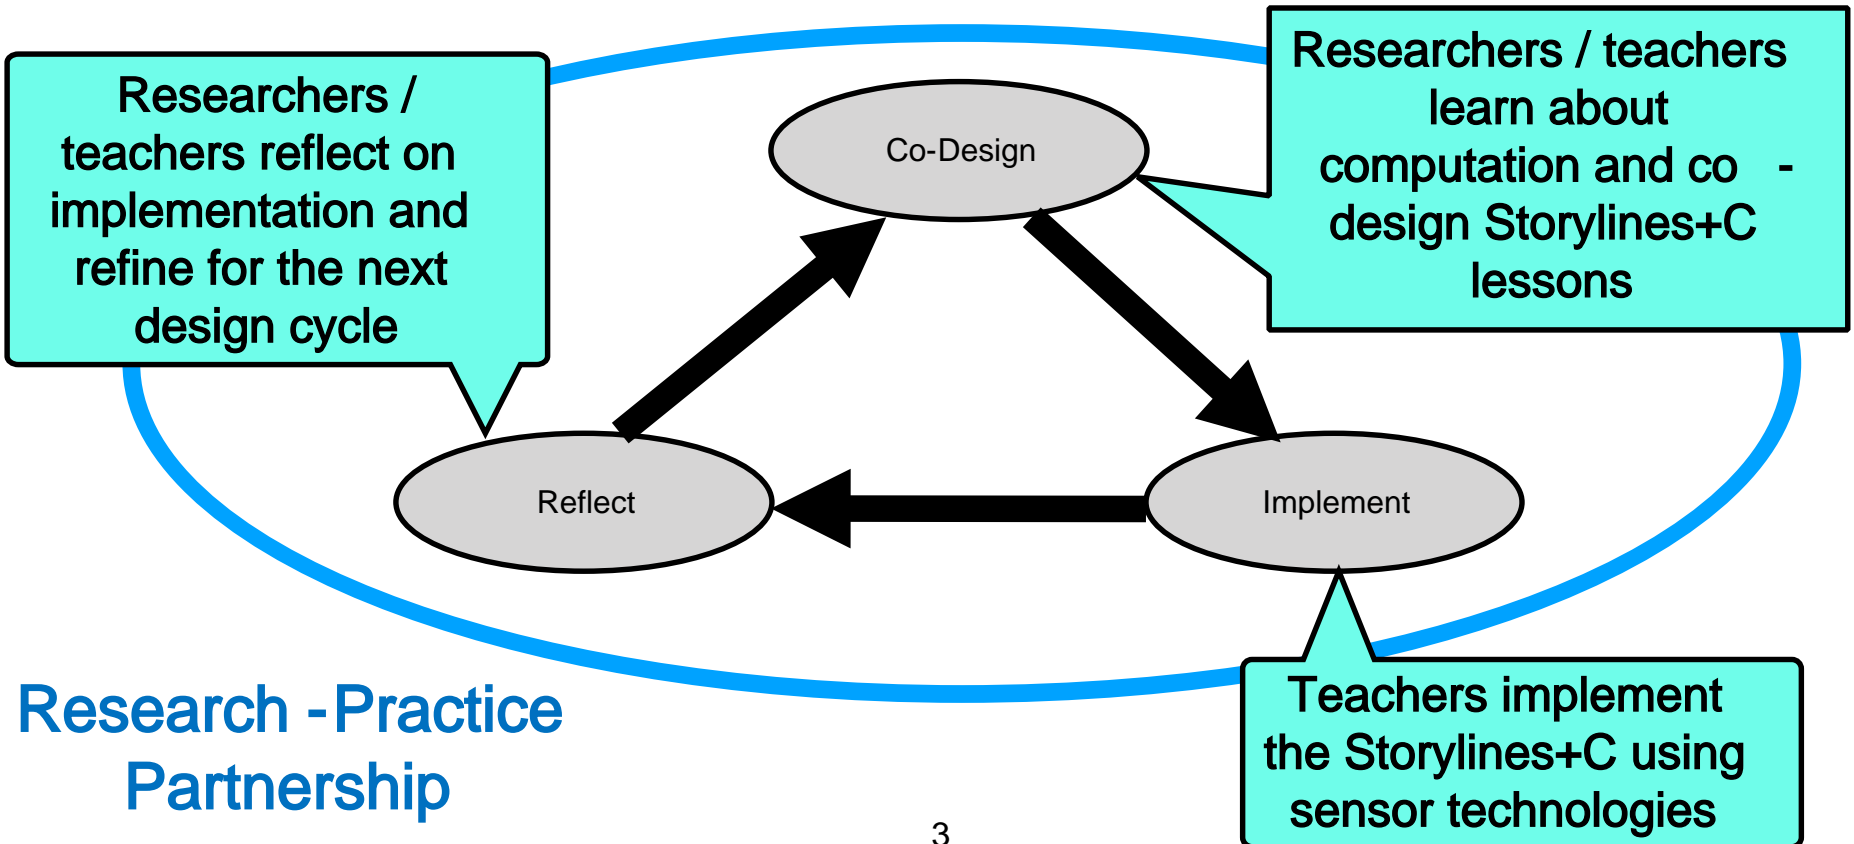 Researchers /
teachers reflect on
implementation and
refine for the next
design cycle
Co-Design
Researchers / teachers
learn about
computation and co -
design Storylines+C
lessons
Reflect
Implement
Teachers implement
the Storylines+C using
sensor technologies
Research -Practice
Partnership
3